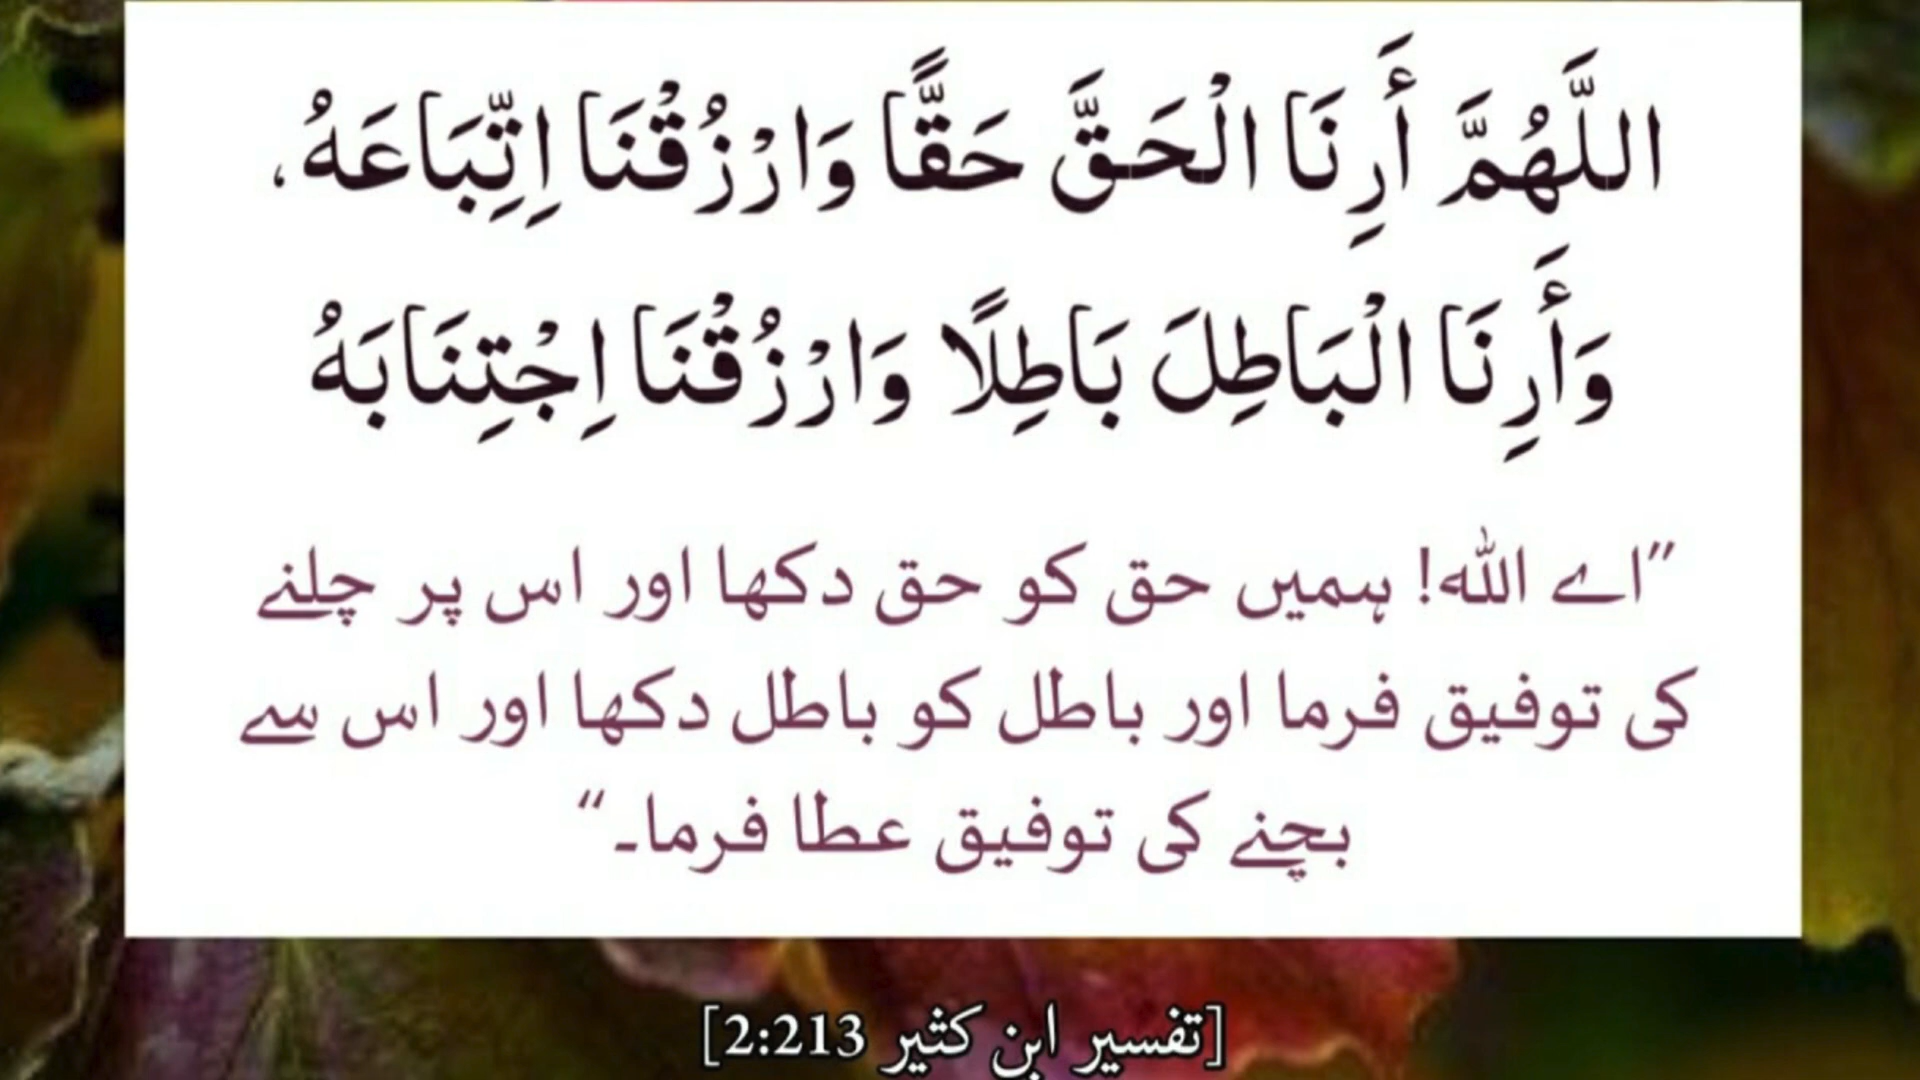 اللَّهُمَّ أَرِنَا الْحَقَّ حَقًّا وَارْزُقْنَا اِتِّبَاعَهُ،
وَأَرِنَا الْبَاطِلَ بَاطِلًا وَارْزُقْنَا اِجْتِنَابَهُ
”اے اللہ! ہمیں حق کو حق دکھا اور اس پر چلنے
کی توفیق فرما اور باطل کو باطل دکھا اور اس سے
بچنے کی توفیق عطا فرما۔“
[تفسیر ابن کثیر 2:213]